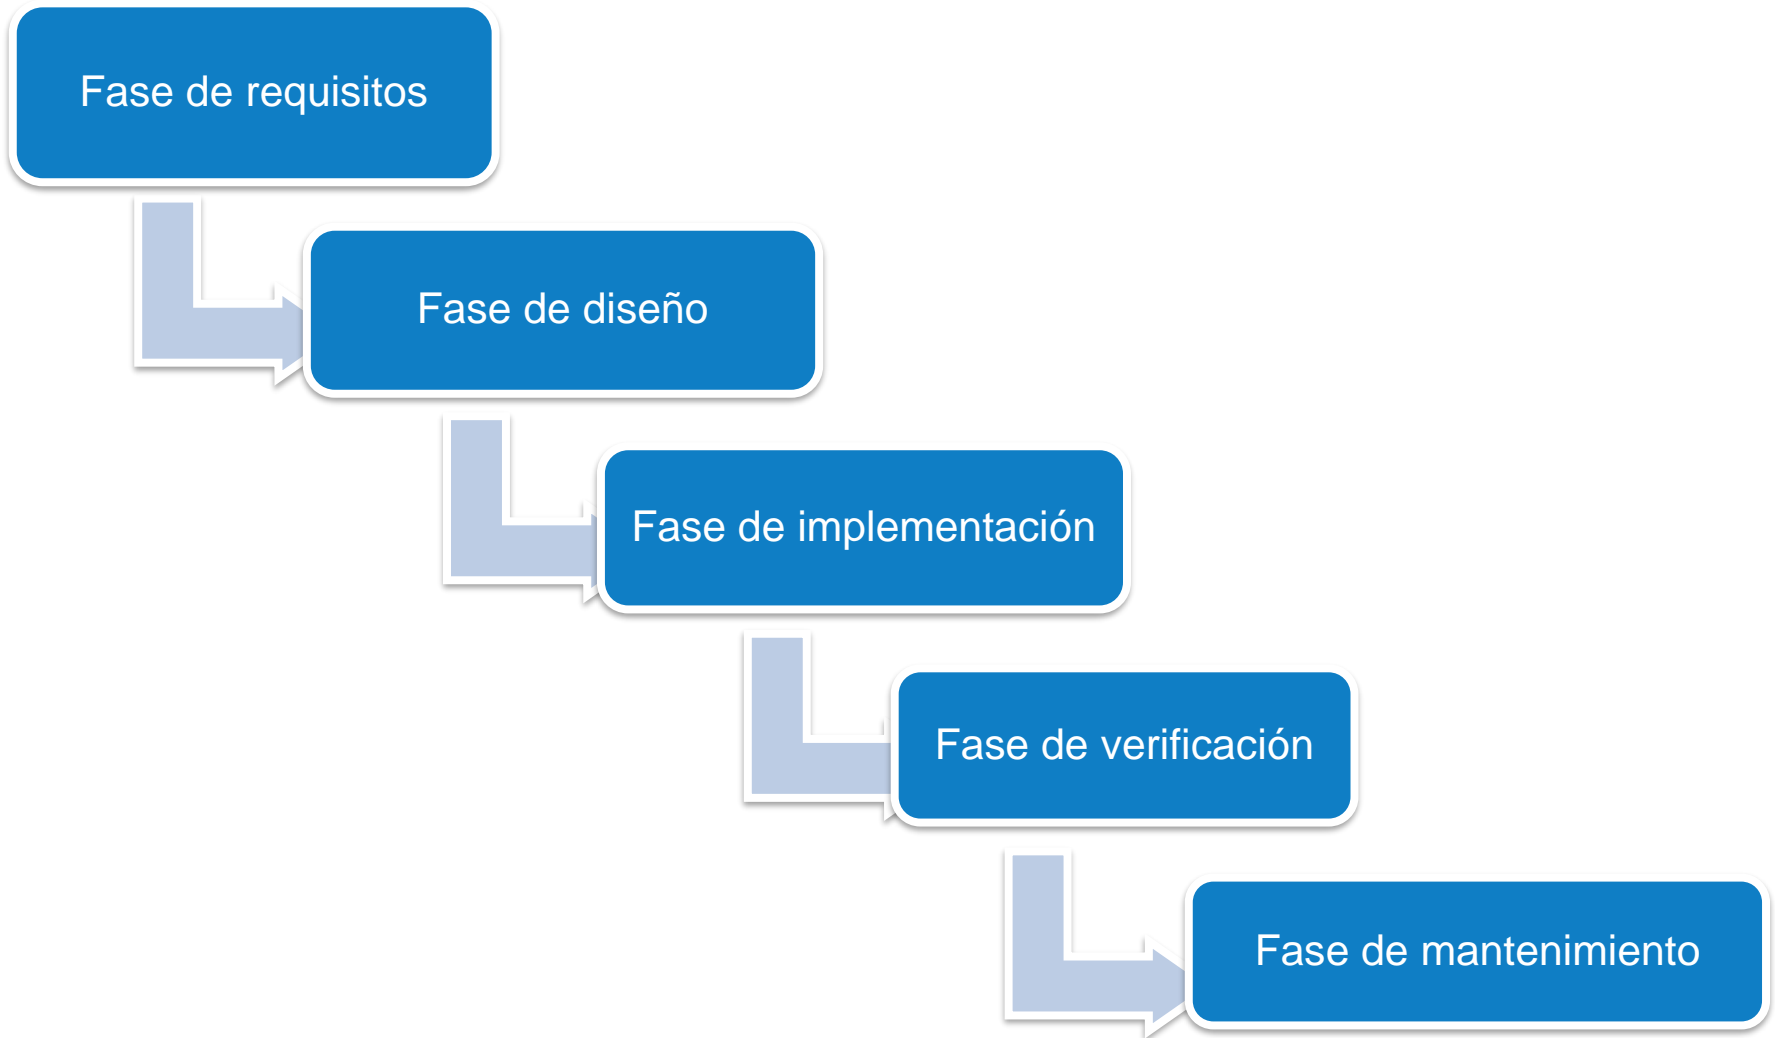 Fase de requisitos
Fase de diseño
Fase de implementación
Fase de verificación
Fase de mantenimiento